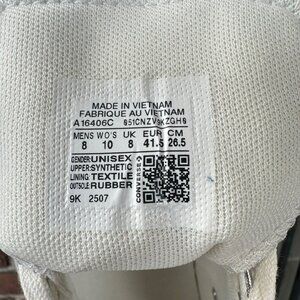 MADE IN VIETNAM
FABRIQUE AU VIETNAM
A16406C
MENS WO'S UK EUR CM
8 10 8 41.5 26.5
GENDER:UNISEX
UPPER:SYNTHETIC
LINING:TEXTILE
OUTSOLE:RUBBER
CONVERSE
9K 2507